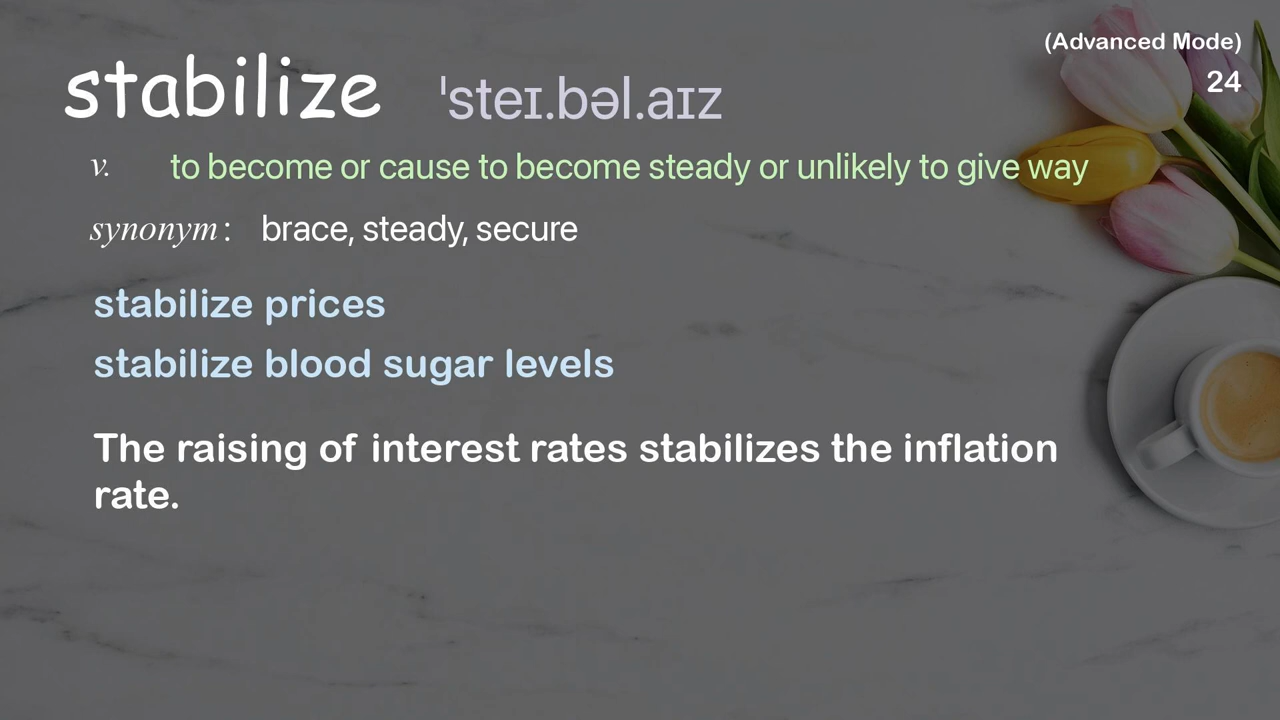 (Advanced Mode)
24
stabilize ˈsteɪ.bəl.aɪz
v. to become or cause to become steady or unlikely to give way
synonym: brace, steady, secure
stabilize prices
stabilize blood sugar levels
The raising of interest rates stabilizes the inflation
rate.